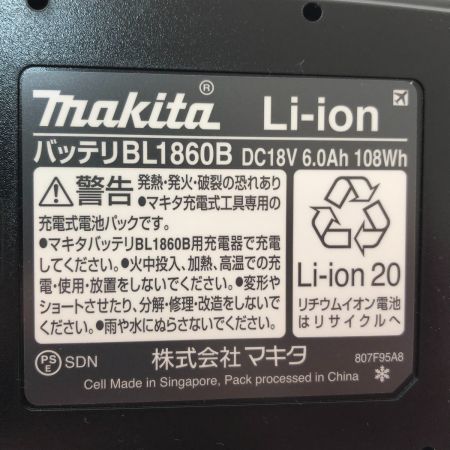 makita® Li-ion
バッテリBL1860B DC18V 6.0Ah 108Wh
⚠警告 発熱・発火・破裂の恐れあり
●マキタ充電式工具専用の
充電式電池パックです。
●マキタバッテリBL1860B用充電器で充電
してください。●火中投入、加熱、高温での充
電・使用・放置をしないでください。●変形や
ショートさせたり、分解・修理・改造をしないで
ください。●雨や水にぬらさないでください。
Li-ion 20
リチウムイオン電池
はリサイクルへ
PS
E SDN 株式会社マキタ 807F95A8
Cell Made in Singapore, Pack processed in China